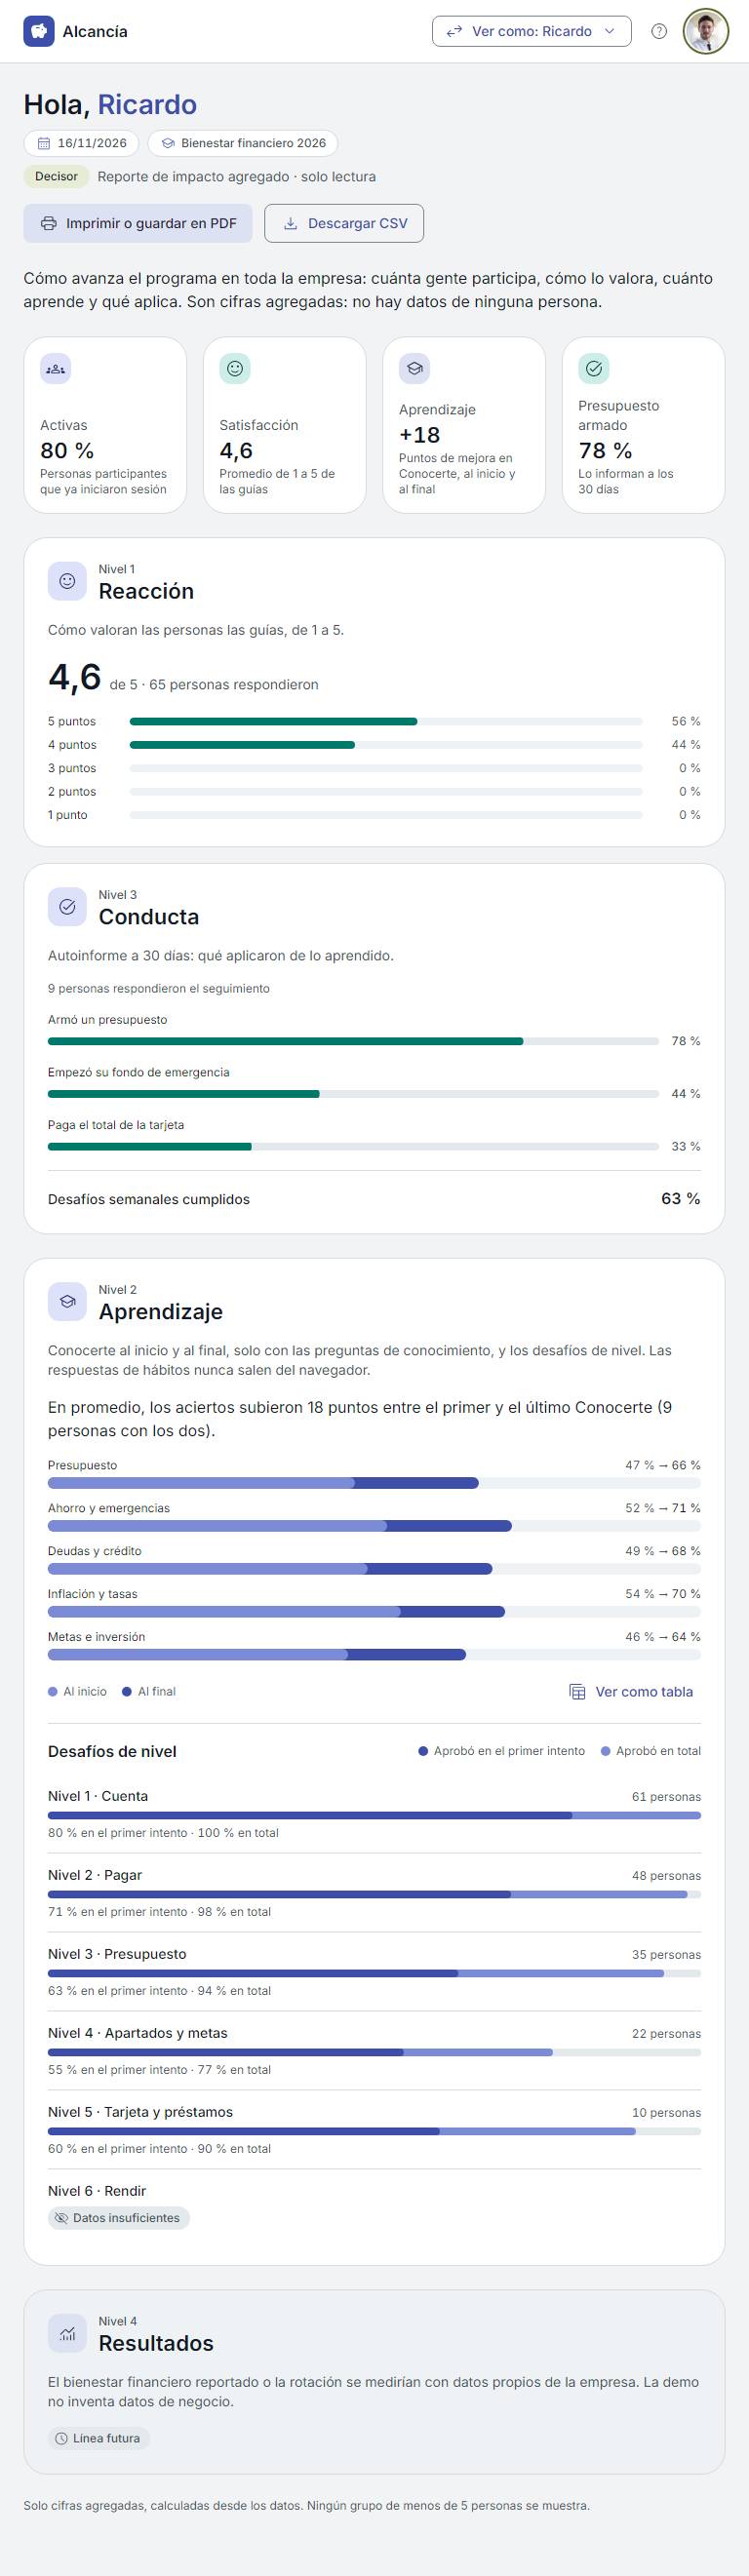 Alcancía
Ver como: Ricardo
Hola, Ricardo
16/11/2026
Bienestar financiero 2026
Decisor
Reporte de impacto agregado · solo lectura
Imprimir o guardar en PDF
Descargar CSV
Cómo avanza el programa en toda la empresa: cuánta gente participa, cómo lo valora, cuánto
aprende y qué aplica. Son cifras agregadas: no hay datos de ninguna persona.
Activas
80 %
Personas participantes
que ya iniciaron sesión
Satisfacción
4,6
Promedio de 1 a 5 de
las guías
Aprendizaje
+18
Puntos de mejora en
Conocerte, al inicio y
al final
Presupuesto
armado
78 %
Lo informan a los
30 días
Nivel 1
Reacción
Cómo valoran las personas las guías, de 1 a 5.
4,6 de 5 · 65 personas respondieron
5 puntos 56 %
4 puntos 44 %
3 puntos 0 %
2 puntos 0 %
1 punto 0 %
Nivel 3
Conducta
Autoinforme a 30 días: qué aplicaron de lo aprendido.
9 personas respondieron el seguimiento
Armó un presupuesto
78 %
Empezó su fondo de emergencia
44 %
Paga el total de la tarjeta
33 %
Desafíos semanales cumplidos 63 %
Nivel 2
Aprendizaje
Conocerte al inicio y al final, solo con las preguntas de conocimiento, y los desafíos de nivel. Las
respuestas de hábitos nunca salen del navegador.
En promedio, los aciertos subieron 18 puntos entre el primer y el último Conocerte (9
personas con los dos).
Presupuesto 47 % → 66 %
Ahorro y emergencias 52 % → 71 %
Deudas y crédito 49 % → 68 %
Inflación y tasas 54 % → 70 %
Metas e inversión 46 % → 64 %
Al inicio Al final Ver como tabla
Desafíos de nivel Aprobó en el primer intento Aprobó en total
Nivel 1 · Cuenta 61 personas
80 % en el primer intento · 100 % en total
Nivel 2 · Pagar 48 personas
71 % en el primer intento · 98 % en total
Nivel 3 · Presupuesto 35 personas
63 % en el primer intento · 94 % en total
Nivel 4 · Apartados y metas 22 personas
55 % en el primer intento · 77 % en total
Nivel 5 · Tarjeta y préstamos 10 personas
60 % en el primer intento · 90 % en total
Nivel 6 · Rendir
Datos insuficientes
Nivel 4
Resultados
El bienestar financiero reportado o la rotación se medirían con datos propios de la empresa. La demo
no inventa datos de negocio.
Línea futura
Solo cifras agregadas, calculadas desde los datos. Ningún grupo de menos de 5 personas se muestra.